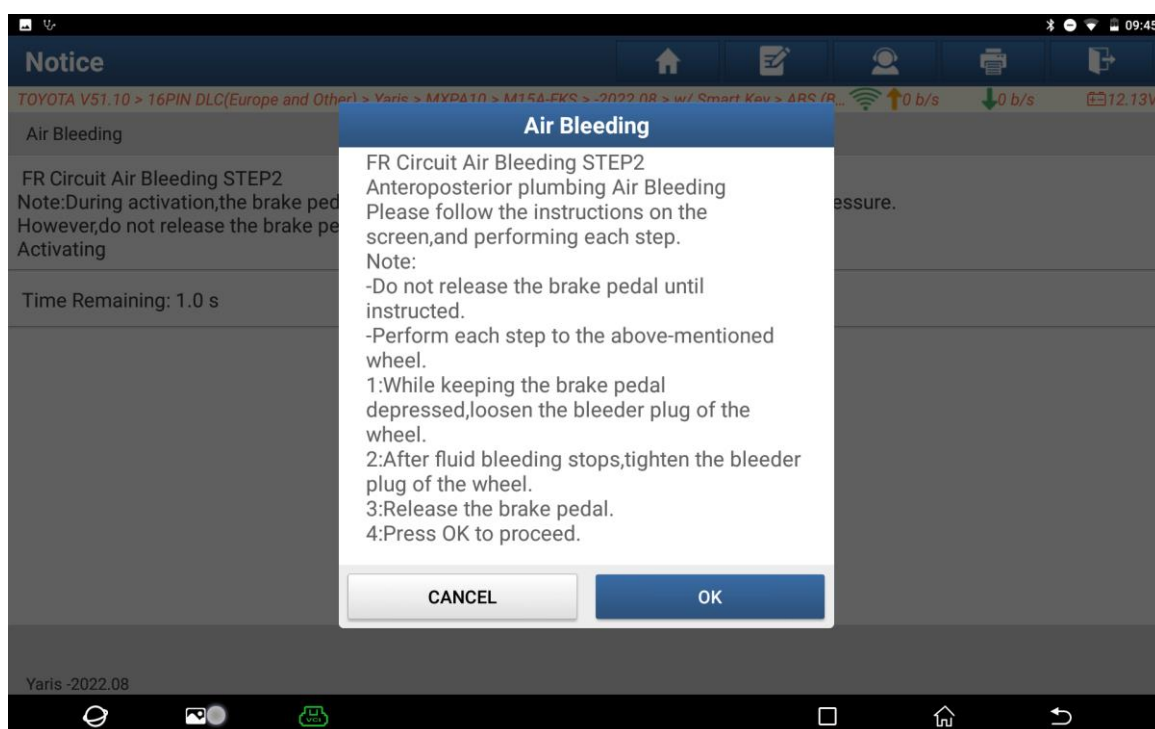 09:45
Notice
TOYOTA V51.10 > 16PIN DLC(Europe and Other) > Yaris > MXPA10 > M15A-FKS > -2022.08 > w/ Smart Key > ABS (B...
0 b/s
0 b/s
12.13V
Air Bleeding
FR Circuit Air Bleeding STEP2
Note:During activation,the brake ped
essure.
However,do not release the brake pe
Activating
Time Remaining: 1.0 s
Air Bleeding
FR Circuit Air Bleeding STEP2
Anteroposterior plumbing Air Bleeding
Please follow the instructions on the
screen,and performing each step.
Note:
-Do not release the brake pedal until
instructed.
-Perform each step to the above-mentioned
wheel.
1:While keeping the brake pedal
depressed,loosen the bleeder plug of the
wheel.
2:After fluid bleeding stops,tighten the bleeder
plug of the wheel.
3:Release the brake pedal.
4:Press OK to proceed.
CANCEL
OK
Yaris -2022.08
VCI